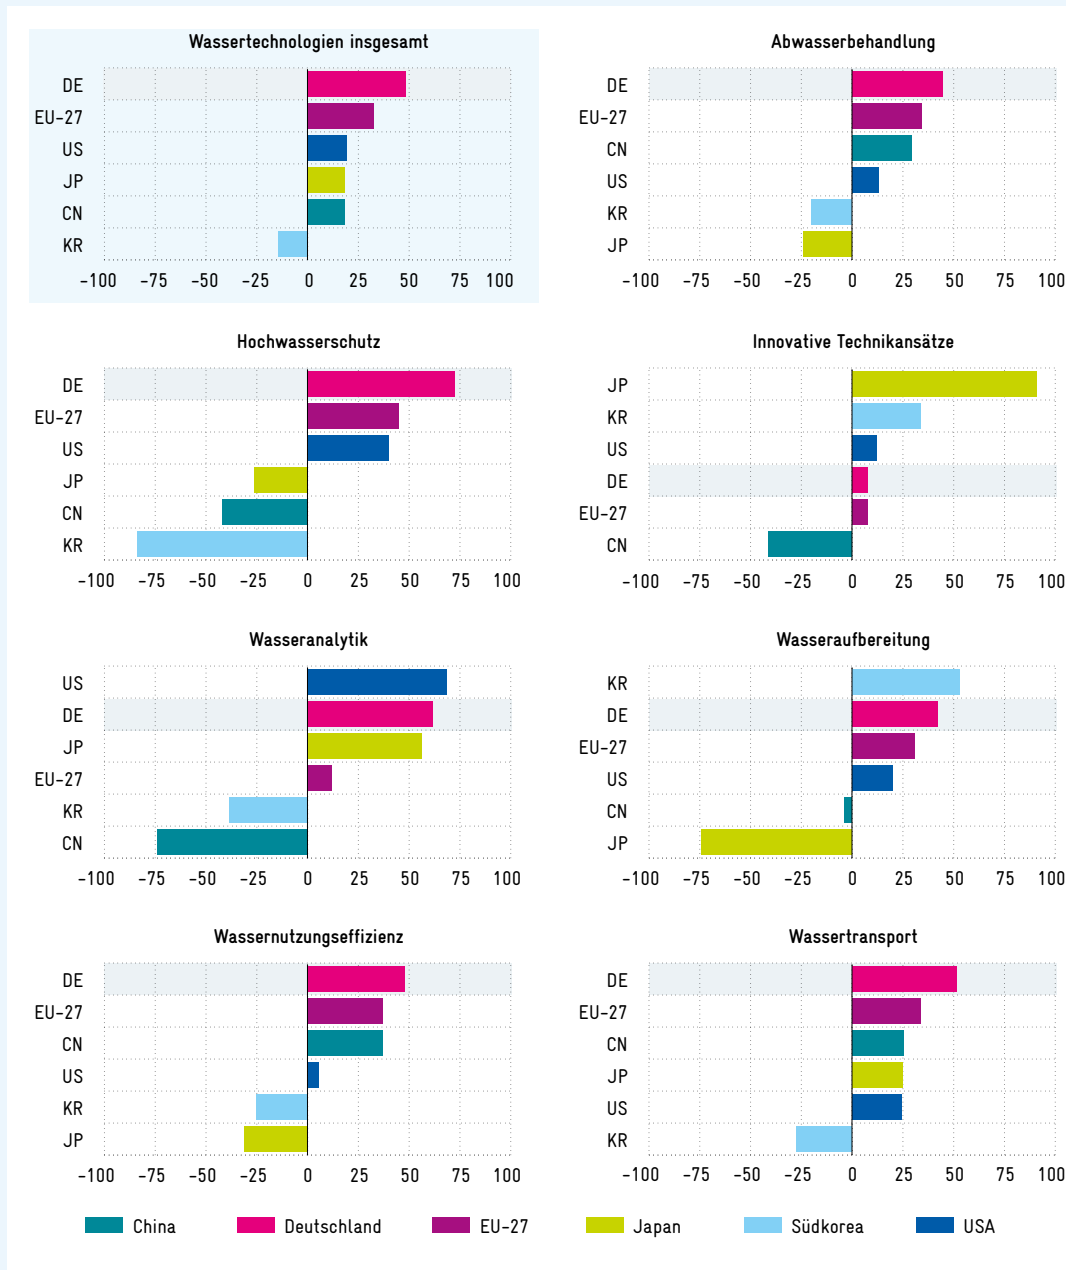 Wassertechnologien insgesamt
DE
EU-27
US
JP
CN
KR
-100 -75 -50 -25 0 25 50 75 100
Abwasserbehandlung
DE
EU-27
CN
US
KR
JP
-100 -75 -50 -25 0 25 50 75 100
Hochwasserschutz
DE
EU-27
US
JP
CN
KR
-100 -75 -50 -25 0 25 50 75 100
Innovative Technikansätze
JP
KR
US
DE
EU-27
CN
-100 -75 -50 -25 0 25 50 75 100
Wasseranalytik
US
DE
JP
EU-27
KR
CN
-100 -75 -50 -25 0 25 50 75 100
Wasseraufbereitung
KR
DE
EU-27
US
CN
JP
-100 -75 -50 -25 0 25 50 75 100
Wassernutzungseffizienz
DE
EU-27
CN
US
KR
JP
-100 -75 -50 -25 0 25 50 75 100
Wassertransport
DE
EU-27
CN
JP
US
KR
-100 -75 -50 -25 0 25 50 75 100
China Deutschland EU-27 Japan Südkorea USA